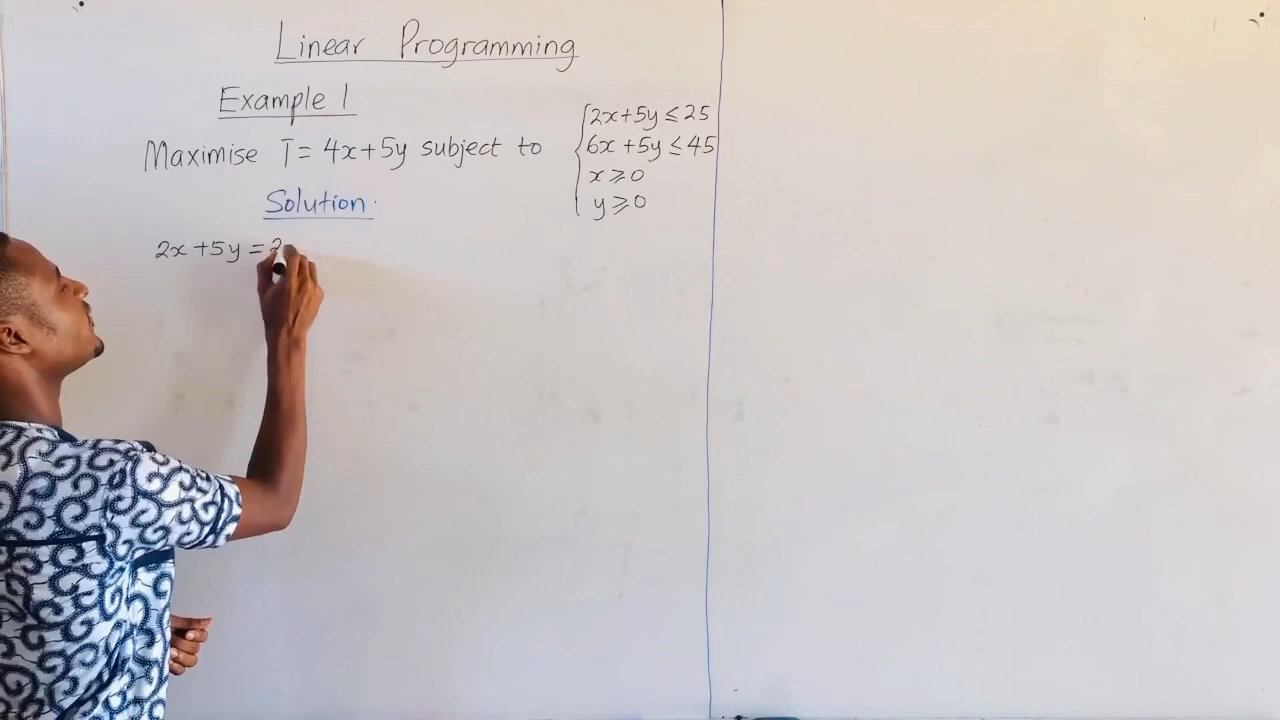 Linear Programming
Example 1
Maximise T = 4x+5y subject to
2x+5y ≤ 25
6x +5y ≤ 45
x ⩾ 0
y ⩾ 0
Solution.
2x +5y = 2